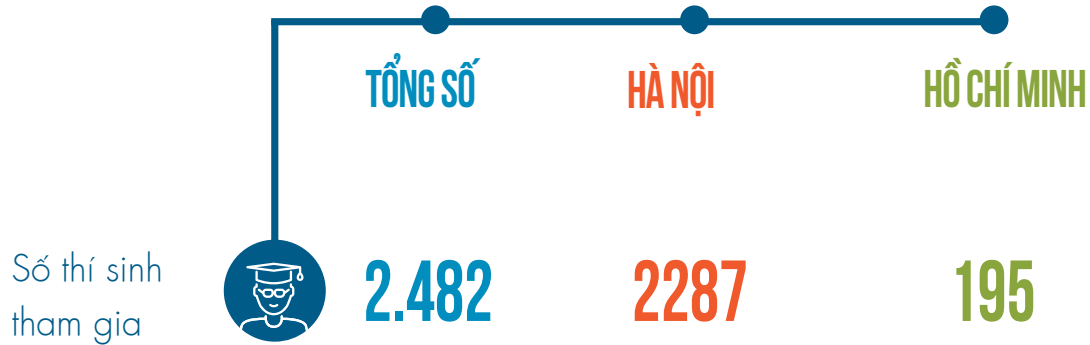 TỔNG SỐ HÀ NỘI HỒ CHÍ MINH
Số thí sinh
tham gia
2.482 2287 195